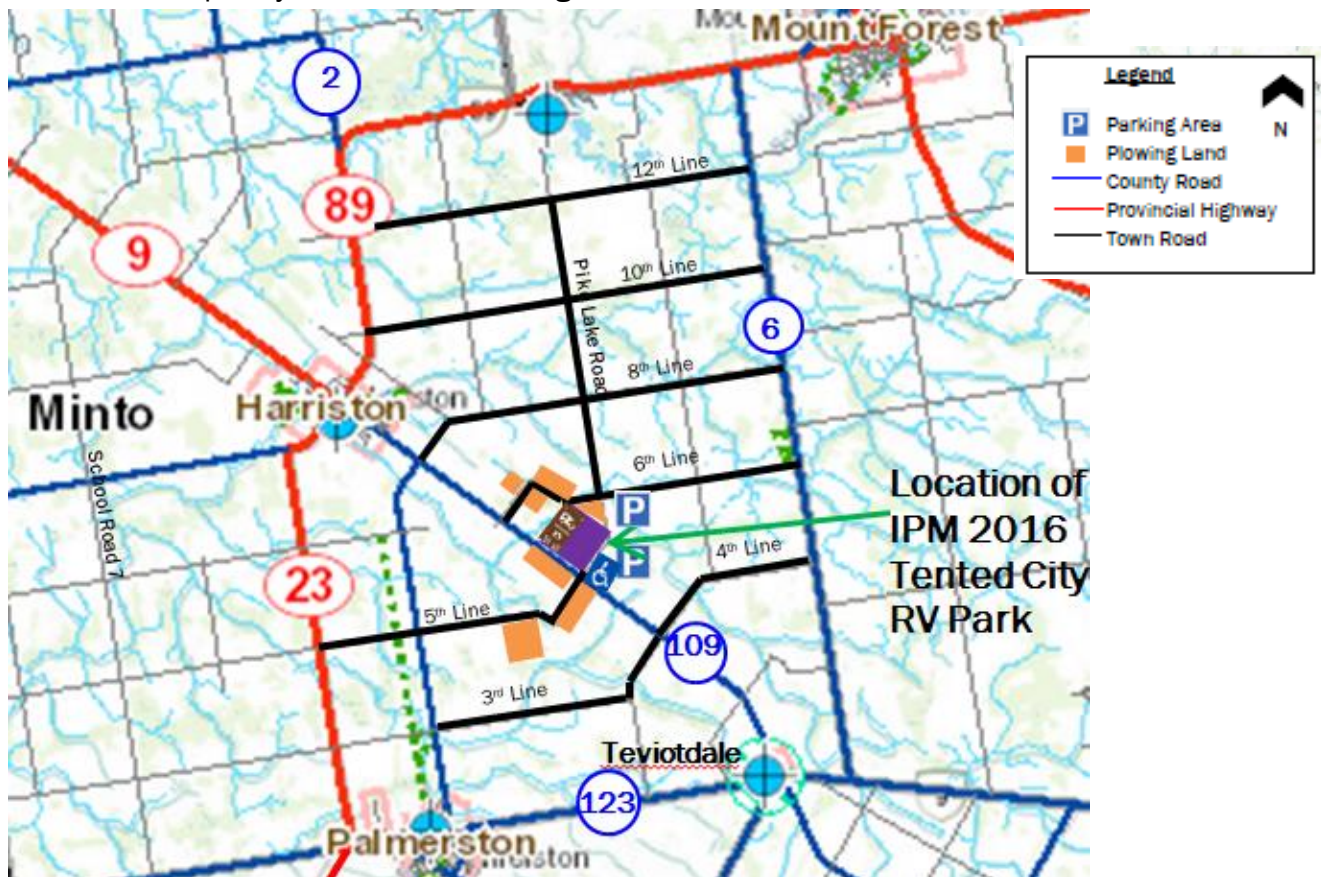 Mount Forest
2
89
9
12th Line
Pike Lake Road
10th Line
6
8th Line
Minto
Harriston
School Road 7
6th Line
P
P
4th Line
23
5th Line
109
3rd Line
Teviotdale
123
Palmerston
Location of
IPM 2016
Tented City
RV Park
Legend
P Parking Area
N
Plowing Land
County Road
Provincial Highway
Town Road